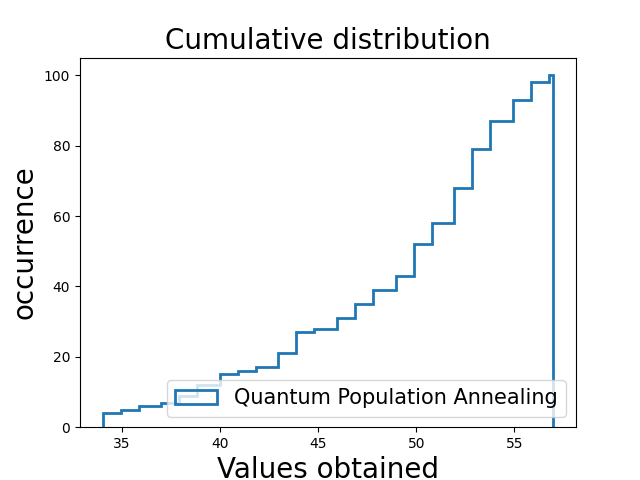 Cumulative distribution
100
80
60
40
20
0
occurrence
Quantum Population Annealing
35 40 45 50 55
Values obtained